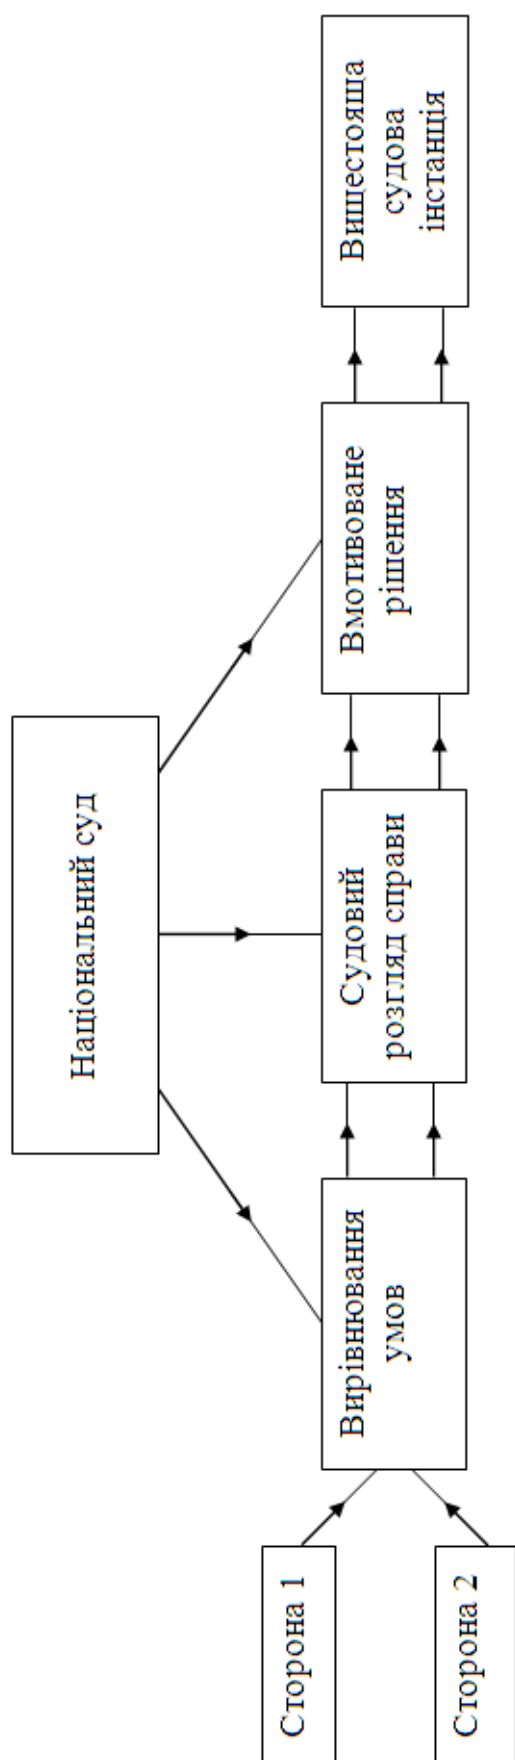 Національний суд
Сторона 1
Сторона 2
Вирівнювання
умов
Судовий
розгляд справи
Вмотивоване
рішення
Вищестояща
судова
інстанція